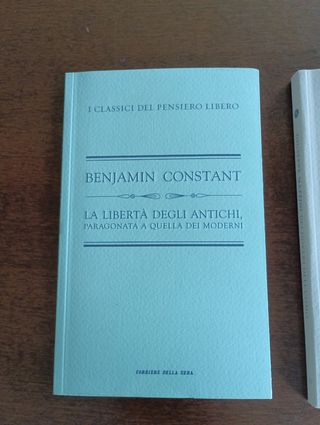 I CLASSICI DEL PENSIERO LIBERO
BENJAMIN CONSTANT
LA LIBERTÀ DEGLI ANTICHI,
PARAGONATA A QUELLA DEI MODERNI
CORRIERE DELLA SERA